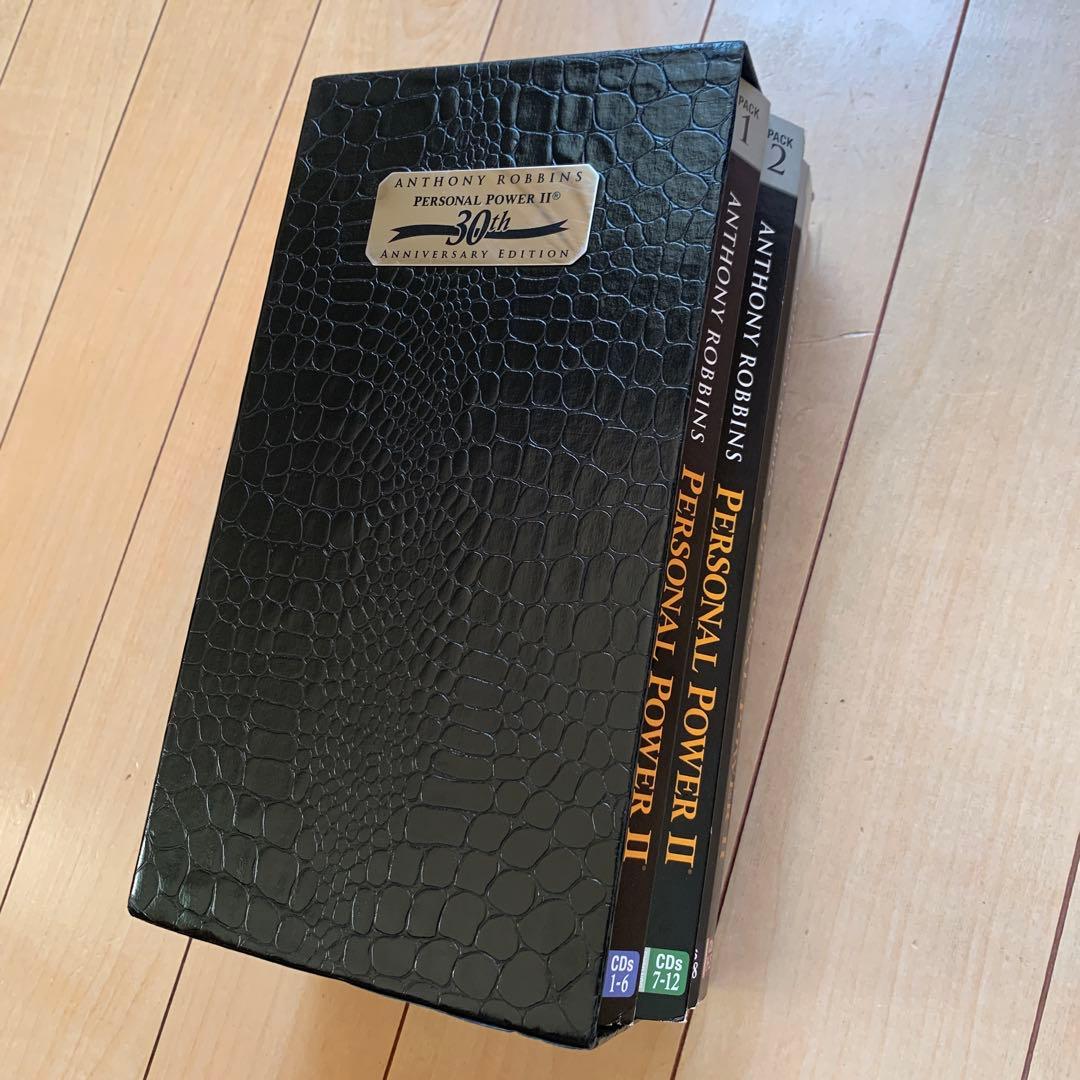 ANTHONY ROBBINS
PERSONAL POWER II®
30th
ANNIVERSARY EDITION
PACK
1
ANTHONY ROBBINS
PERSONAL POWER II®
CDs
1-6
PACK
2
ANTHONY ROBBINS
PERSONAL POWER II®
CDs
7-12